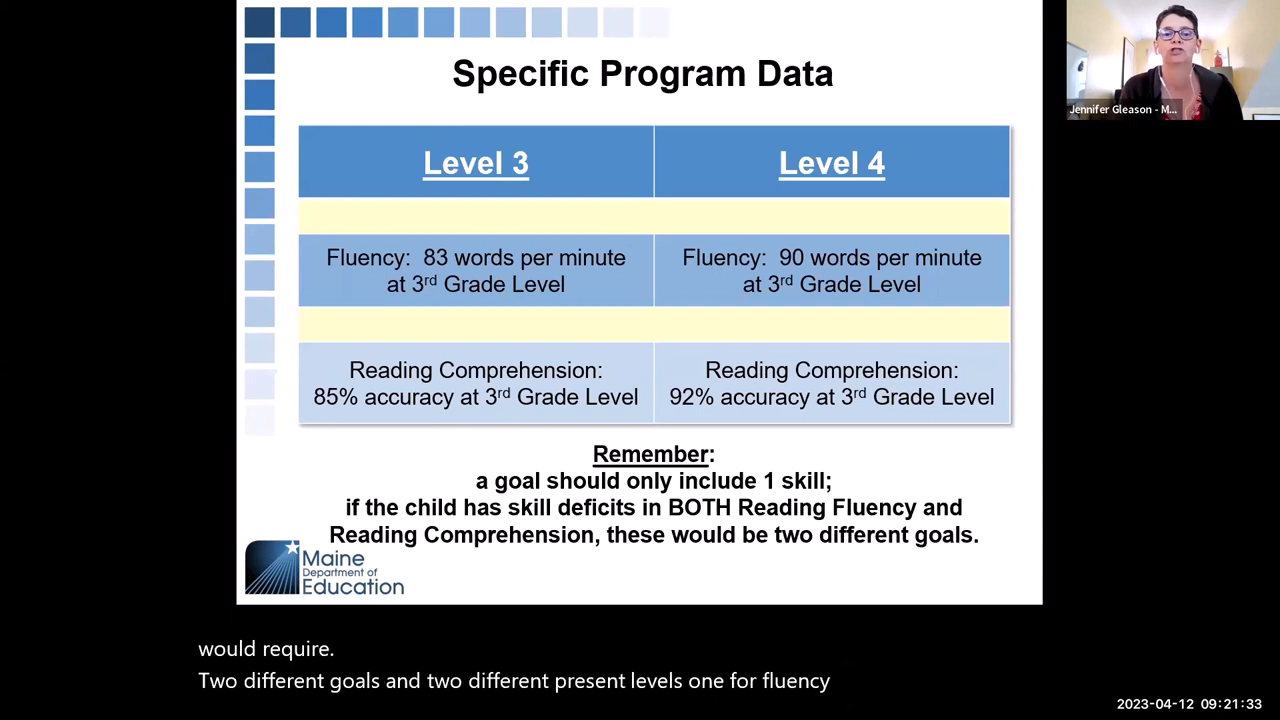 Specific Program Data
Level 3
Level 4
Fluency: 83 words per minute
at 3rd Grade Level
Fluency: 90 words per minute
at 3rd Grade Level
Reading Comprehension:
85% accuracy at 3rd Grade Level
Reading Comprehension:
92% accuracy at 3rd Grade Level
Remember:
a goal should only include 1 skill;
if the child has skill deficits in BOTH Reading Fluency and
Reading Comprehension, these would be two different goals.
Maine
Department of
Education
Jennifer Gleason - M...
would require.
Two different goals and two different present levels one for fluency
2023-04-12 09:21:33